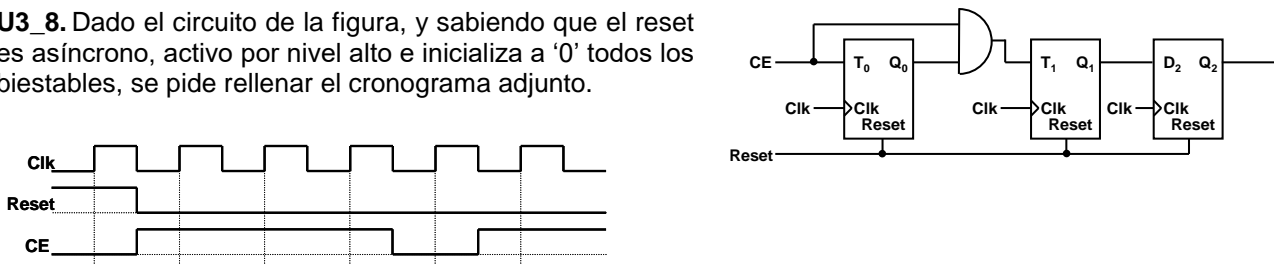 U3_8. Dado el circuito de la figura, y sabiendo que el reset
es asíncrono, activo por nivel alto e inicializa a ‘0’ todos los
biestables, se pide rellenar el cronograma adjunto.
CE
T0 Q0
T1 Q1
D2 Q2
Clk
Clk
Clk
Clk
Clk
Clk
Reset
Reset
Reset
Reset
Clk
Reset
CE